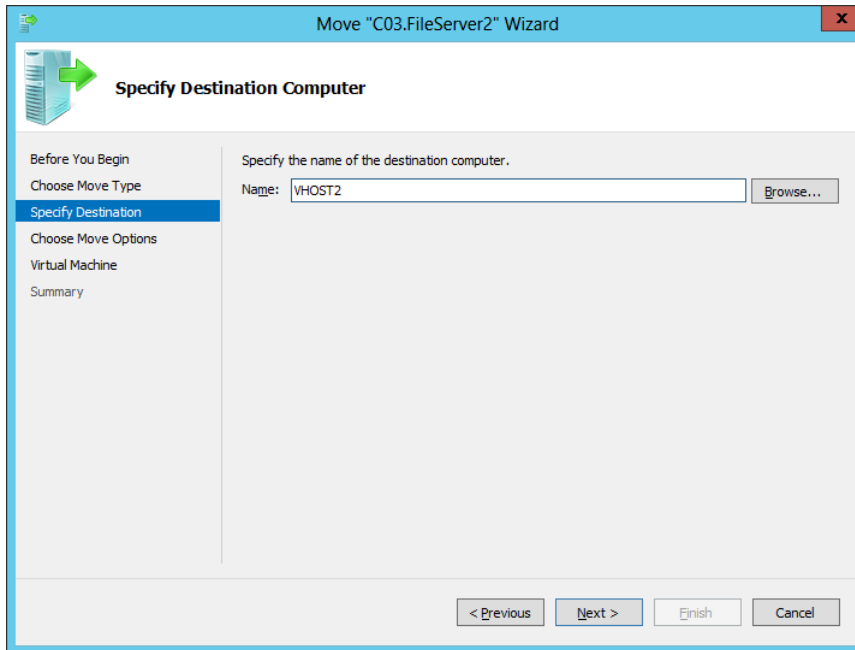 Move "C03.FileServer2" Wizard
x
Specify Destination Computer
Before You Begin
Choose Move Type
Specify Destination
Choose Move Options
Virtual Machine
Summary
Specify the name of the destination computer.
Name: VHOST2 Browse...
< Previous Next > Finish Cancel